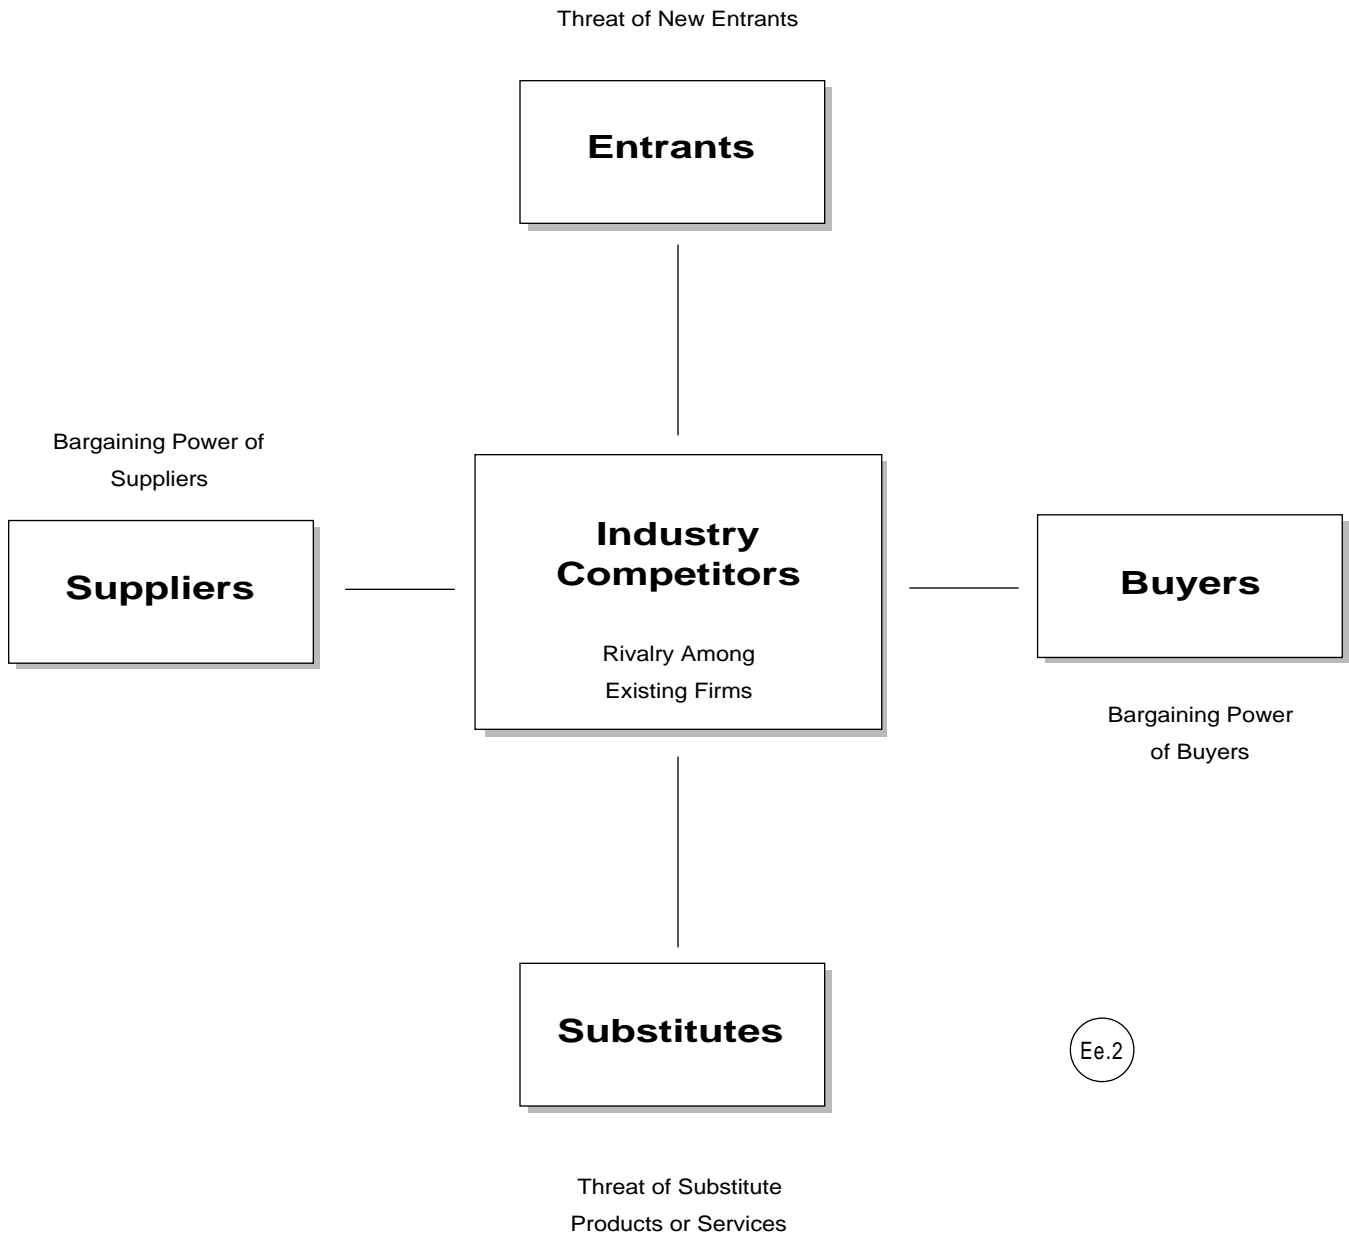 Threat of New Entrants
Entrants
Bargaining Power of
Suppliers
Suppliers
Industry
Competitors
Rivalry Among
Existing Firms
Buyers
Bargaining Power
of Buyers
Substitutes
Ee.2
Threat of Substitute
Products or Services